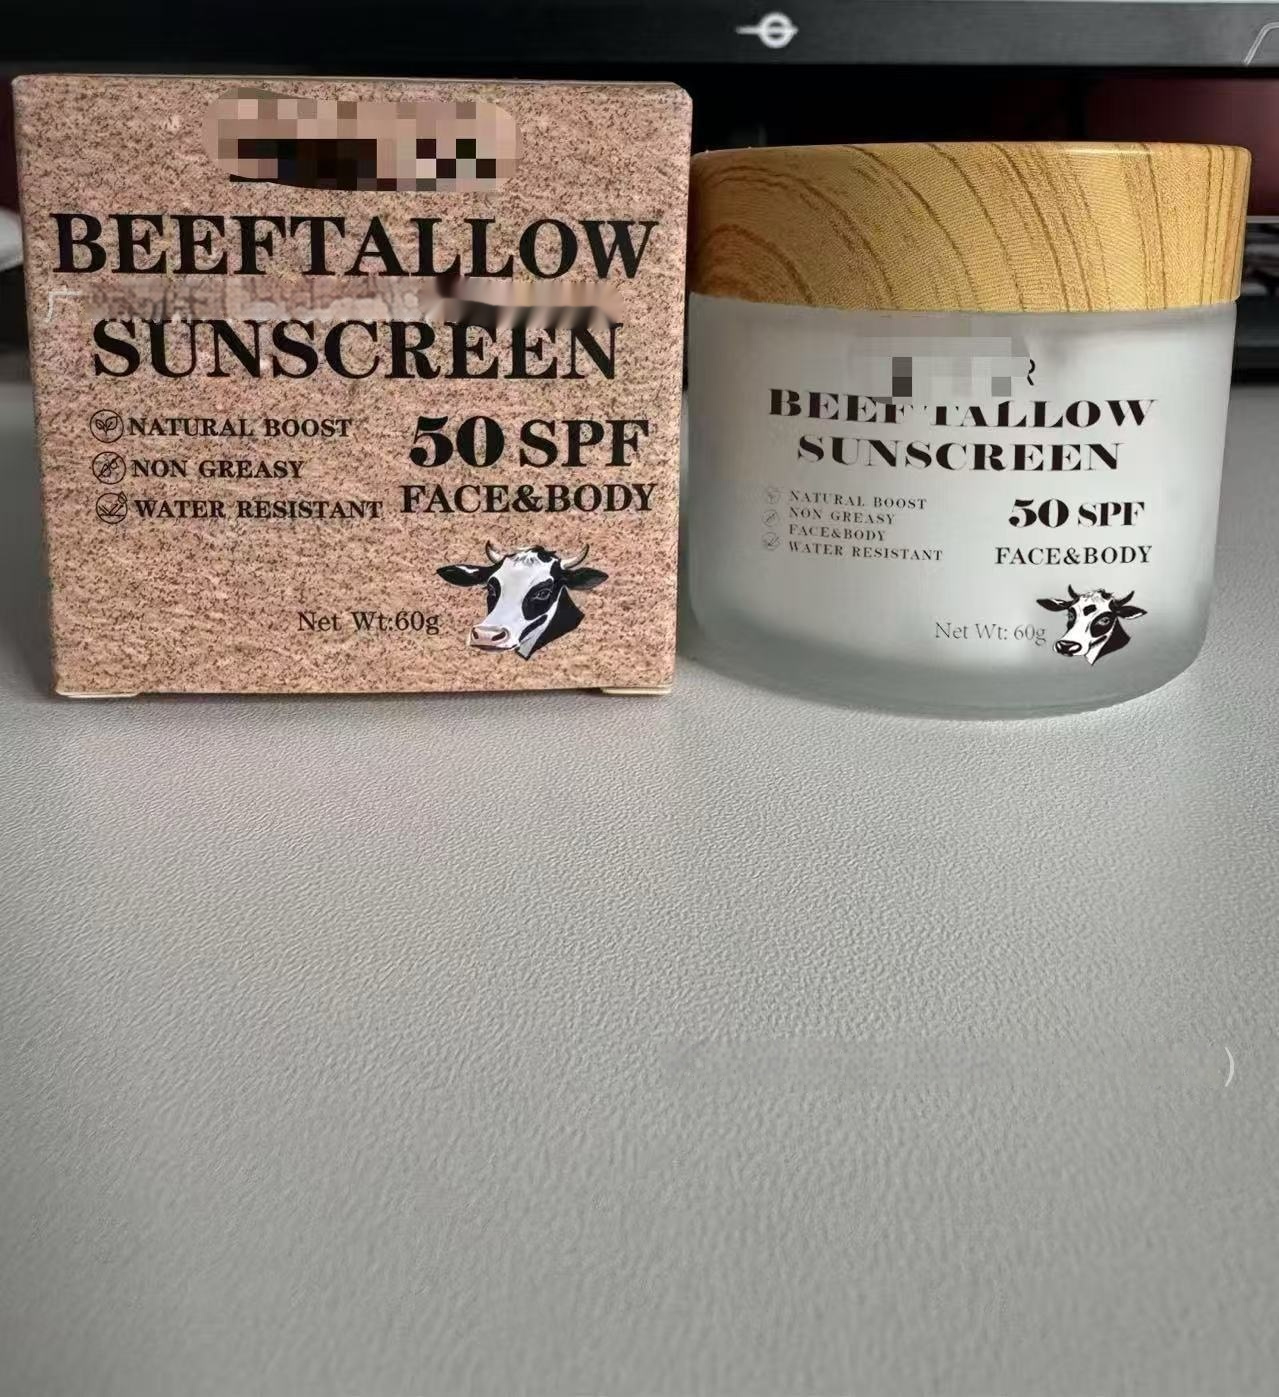 BEEFTALLOW
SUNSCREEN
NATURAL BOOST
NON GREASY
WATER RESISTANT
50 SPF
FACE&BODY
Net Wt:60g
R
BEEF TALLOW
SUNSCREEN
NATURAL BOOST
NON GREASY
FACE&BODY
WATER RESISTANT
50 SPF
FACE&BODY
Net Wt: 60g